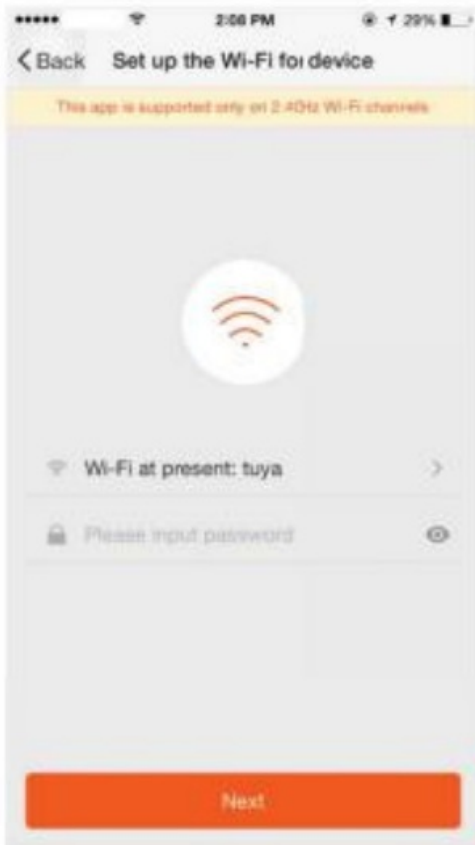 2:08 PM 29%
Back Set up the Wi-Fi for device
This app is supported only on 2.4GHz Wi-Fi channels
Wi-Fi at present: tuya
Please input password
Next